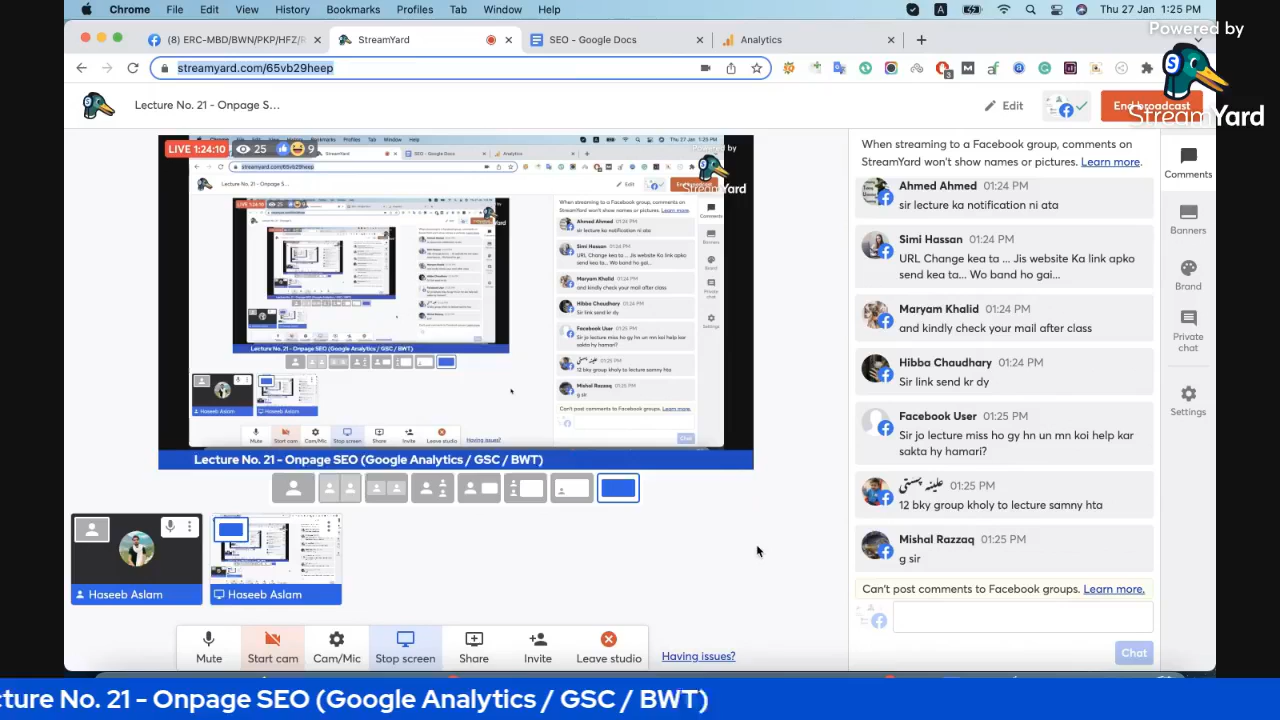 Chrome File Edit View History Bookmarks Profiles Tab Window Help
Thu 27 Jan 1:25 PM
Powered by
StreamYard
(8) ERC-MBD/BWN/PKP/HFZ/R
StreamYard
SEO - Google Docs
Analytics
streamyard.com/65vb29heep
3
Lecture No. 21 - Onpage S...
Edit
End broadcast
LIVE 1:24:10
25
9
Lecture No. 21 - Onpage SEO (Google Analytics / GSC / BWT)
Haseeb Aslam
Haseeb Aslam
Mute
Start cam
Cam/Mic
Stop screen
Share
Invite
Leave studio
Having issues?
When streaming to a Facebook group, comments on
StreamYard won't show names or pictures. Learn more.
Ahmed Ahmed 01:24 PM
sir lecture ka notification ni ata
Simi Hassan 01:24 PM
URL Change kea ta ... Jis website Ka link apko
send kea ta... Wo band ho gai...
Maryam Khalid 01:24 PM
and kindly check your mail after class
Hibba Chaudhary 01:24 PM
Sir link send kr dy
Facebook User 01:25 PM
Sir jo lecture miss ho gy hn un mn koi help kar
sakta hy hamari?
01:25 PM
12 bky group kholy to lecture samny hta
Mishal Razzaq 01:25 PM
g sir
Can't post comments to Facebook groups. Learn more.
Chat
Comments
Banners
Brand
Private
chat
Settings
cture No. 21 - Onpage SEO (Google Analytics / GSC / BWT)